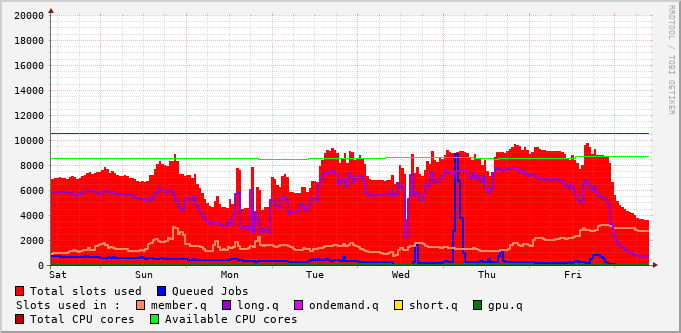 20000
18000
16000
14000
12000
10000
8000
6000
4000
2000
0
Sat Sun Mon Tue Wed Thu Fri
RRDTOOL / TOBI OETIKER
Total slots used Queued Jobs
Slots used in : member.q long.q ondemand.q short.q gpu.q
Total CPU cores Available CPU cores